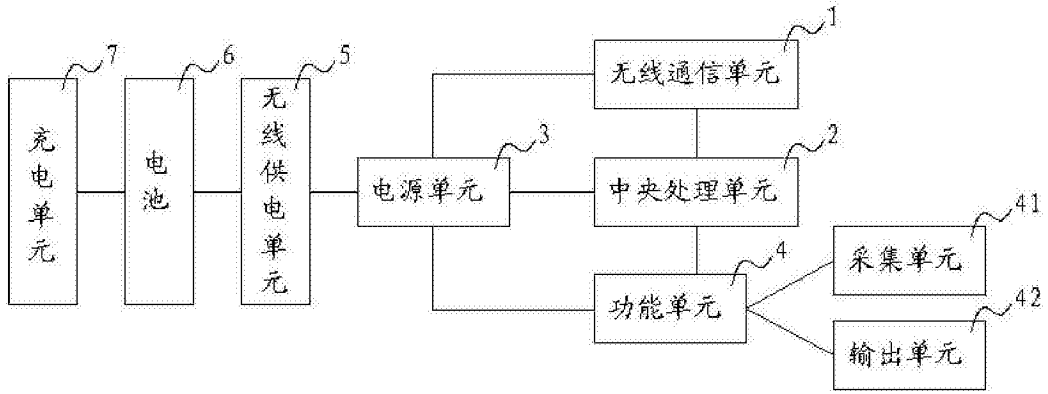 7
充电单元
6
电池
5
无线供电单元
3
电源单元
1
无线通信单元
2
中央处理单元
4
功能单元
41
采集单元
42
输出单元